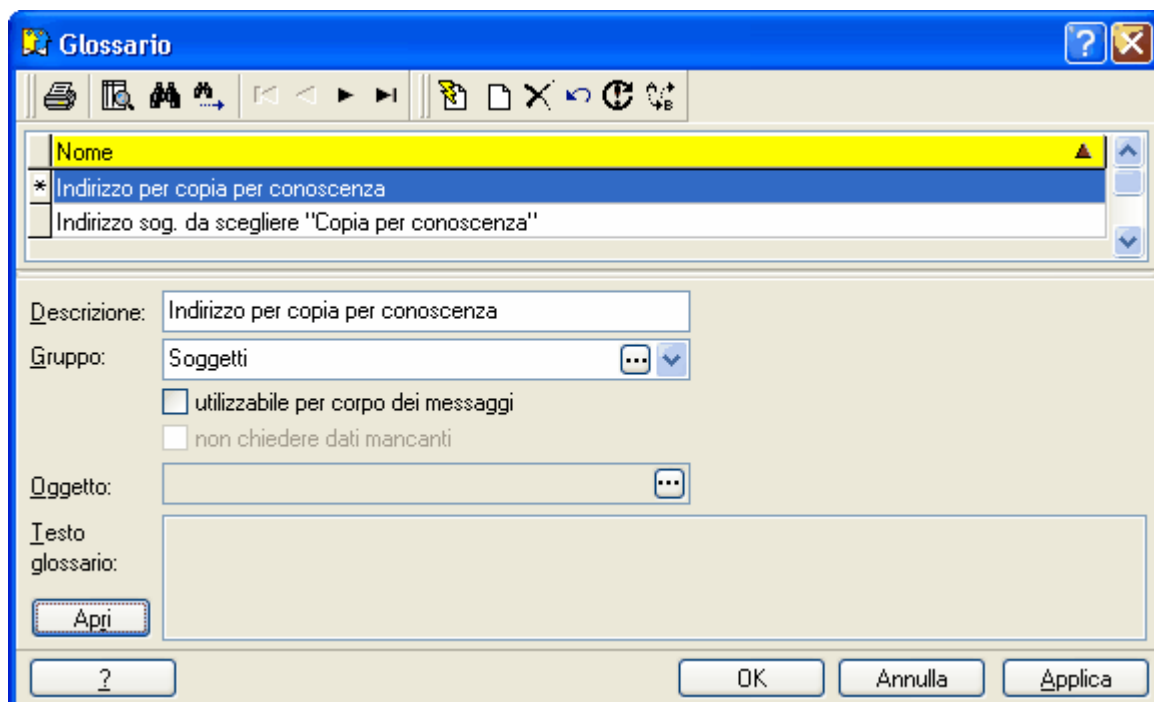 Glossario
Nome
* Indirizzo per copia per conoscenza
Indirizzo sog. da scegliere "Copia per conoscenza"
Descrizione: Indirizzo per copia per conoscenza
Gruppo: Soggetti
utilizzabile per corpo dei messaggi
non chiedere dati mancanti
Oggetto:
Testo
glossario:
Apri
? OK Annulla Applica